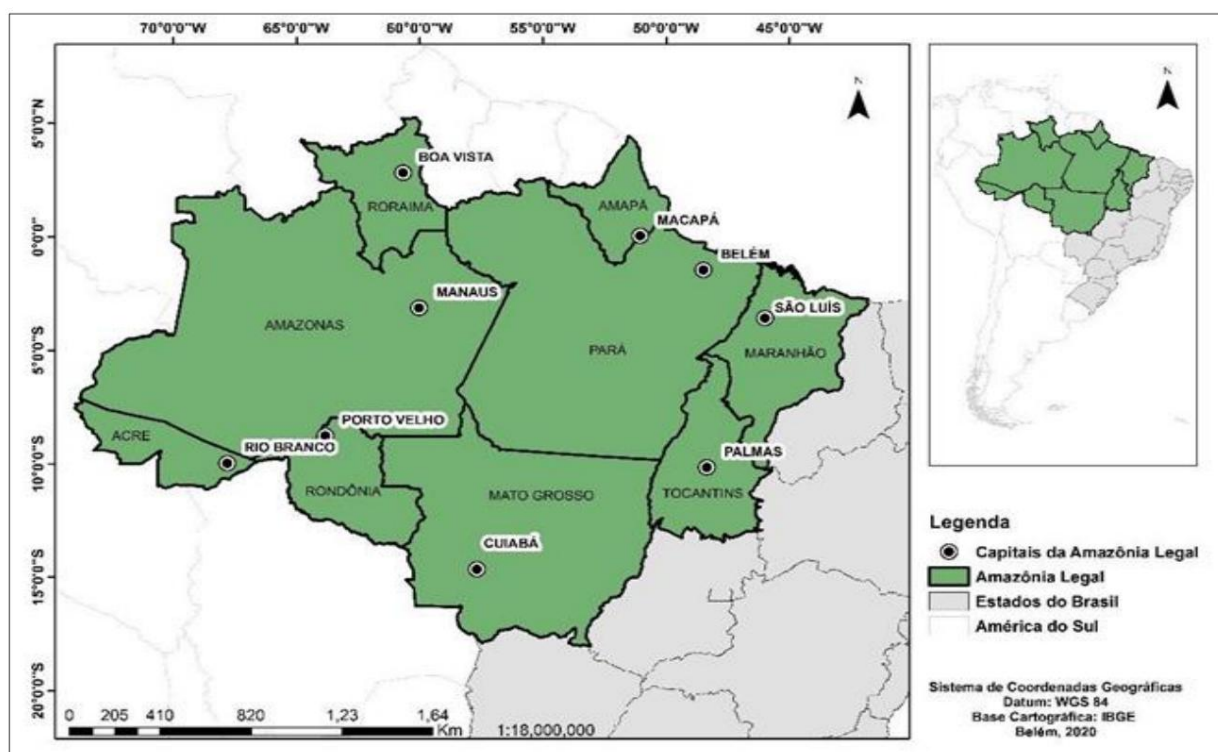 70°0'0"W 65°0'0"W 60°0'0"W 55°0'0"W 50°0'0"W 45°0'0"W
5°0'0"N
0°0'0"
5°0'0"S
10°0'0"S
15°0'0"S
20°0'0"S
N
BOA VISTA
RORAIMA
AMAPÁ
MACAPÁ
BELÉM
MANAUS
SÃO LUÍS
AMAZONAS
PARÁ
MARANHÃO
PORTO VELHO
ACRE
RIO BRANCO
PALMAS
RONDÔNIA
MATO GROSSO
TOCANTINS
CUIABÁ
0 205 410 820 1,23 1,64
Km
1:18,000,000
N
Legenda
Capitais da Amazônia Legal
Amazônia Legal
Estados do Brasil
América do Sul
Sistema de Coordenadas Geográficas
Datum: WGS 84
Base Cartográfica: IBGE
Belém, 2020